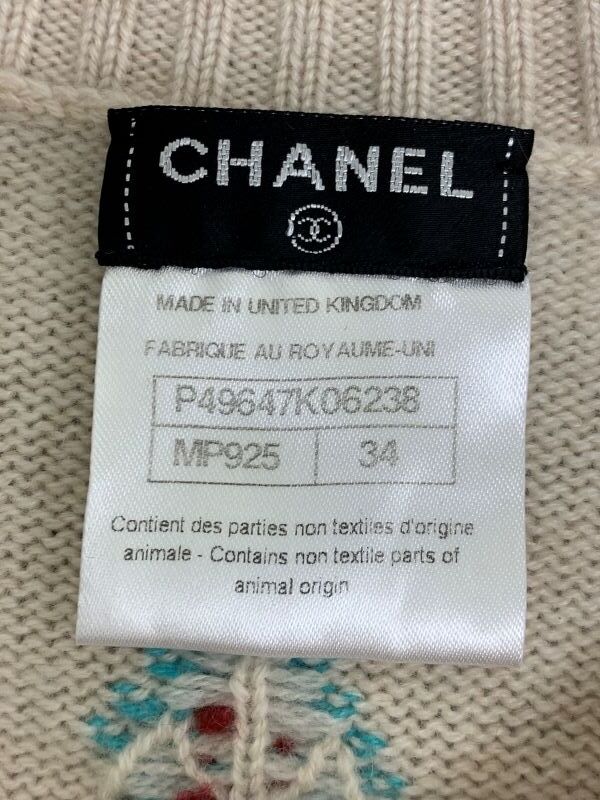 CHANEL
MADE IN UNITED KINGDOM
FABRIQUE AU ROYAUME-UNI
P49647K06238
MP925 34
Contient des parties non textiles d'origine
animale - Contains non textile parts of
animal origin